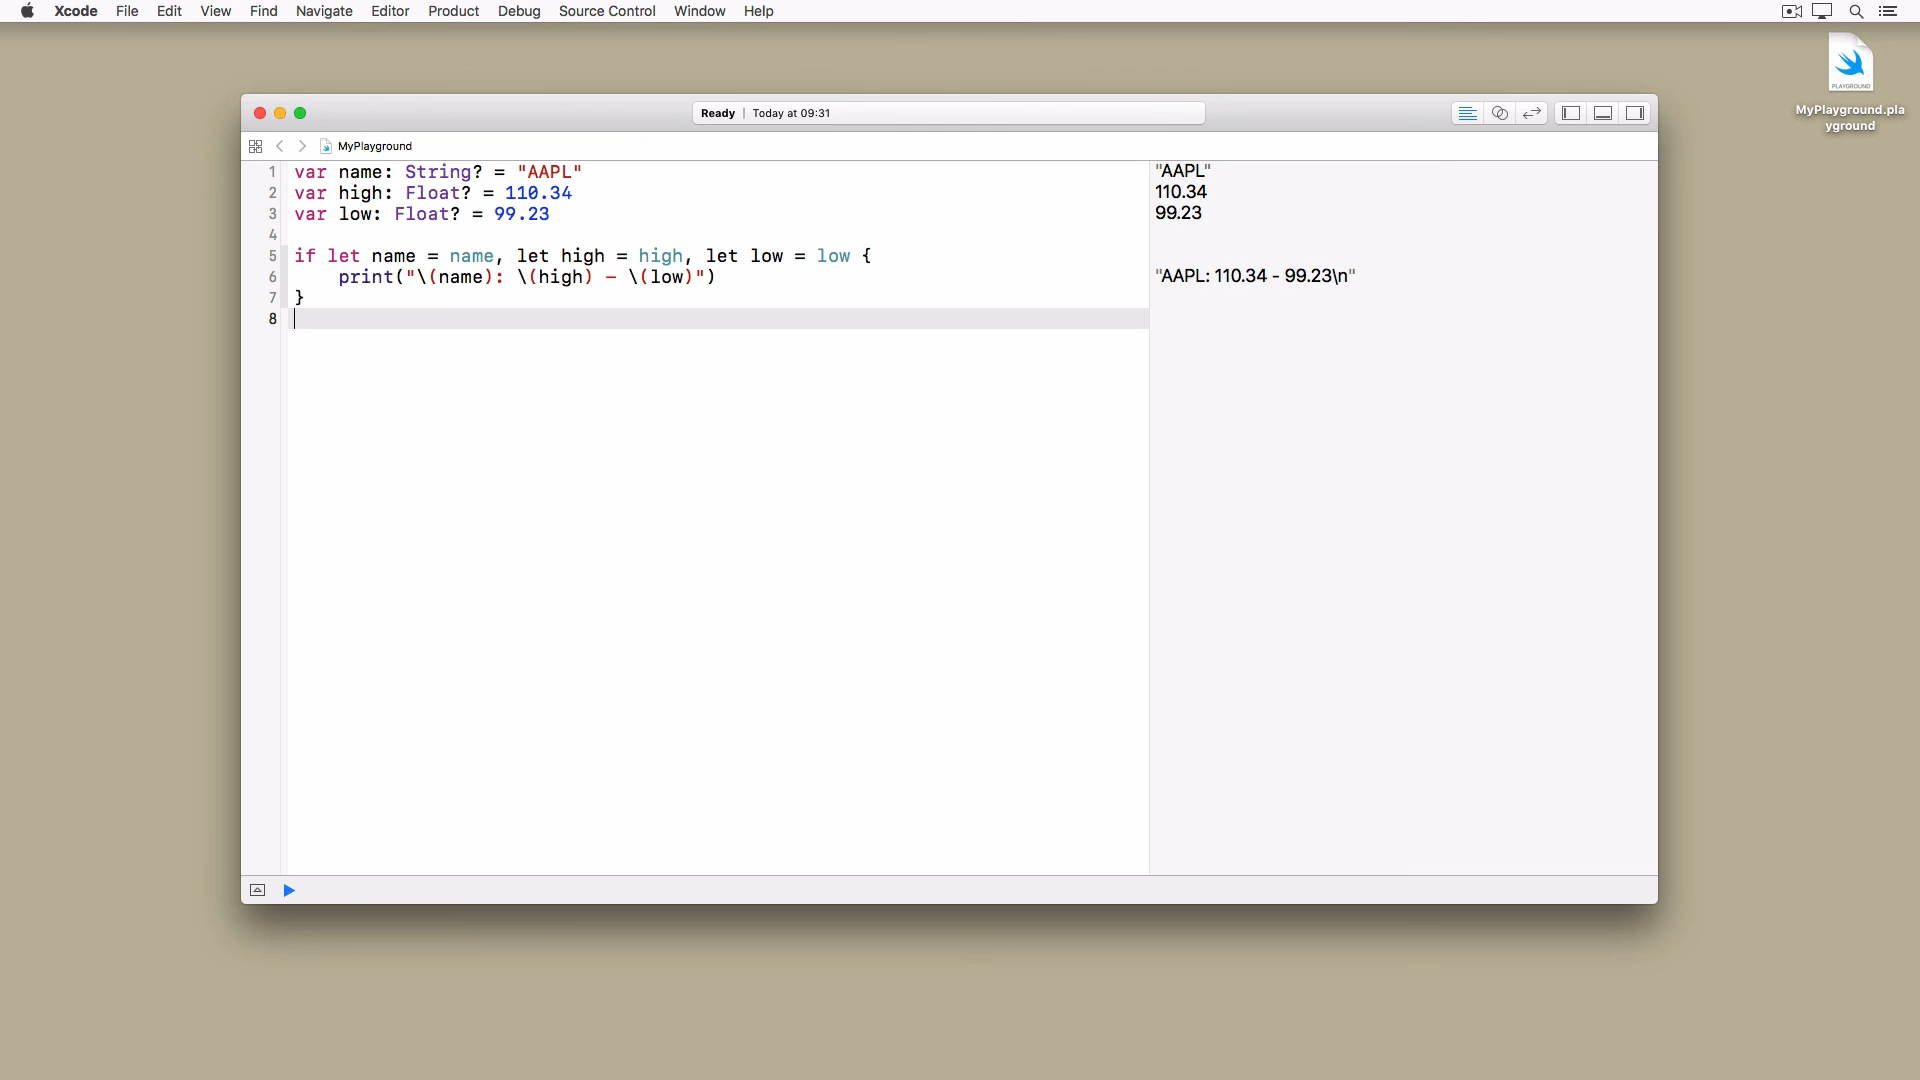 Xcode File Edit View Find Navigate Editor Product Debug Source Control Window Help
PLAYGROUND
MyPlayground.pla
yground
Ready | Today at 09:31
MyPlayground
1 var name: String? = "AAPL"
2 var high: Float? = 110.34
3 var low: Float? = 99.23
4
5 if let name = name, let high = high, let low = low {
6 print("\(name): \(high) - \(low)")
7 }
8
"AAPL"
110.34
99.23
"AAPL: 110.34 - 99.23\n"